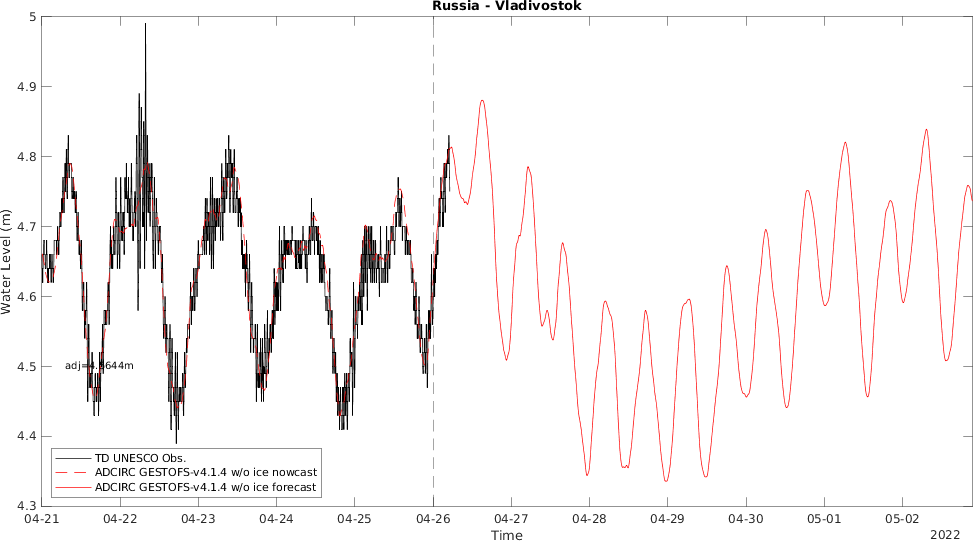 Russia - Vladivostok
5
4.9
4.8
4.7
4.6
4.5
4.4
4.3
Water Level (m)
adj=4.5644m
TD UNESCO Obs.
ADCIRC GESTOFS-v4.1.4 w/o ice nowcast
ADCIRC GESTOFS-v4.1.4 w/o ice forecast
04-21 04-22 04-23 04-24 04-25 04-26 04-27 04-28 04-29 04-30 05-01 05-02
Time
2022